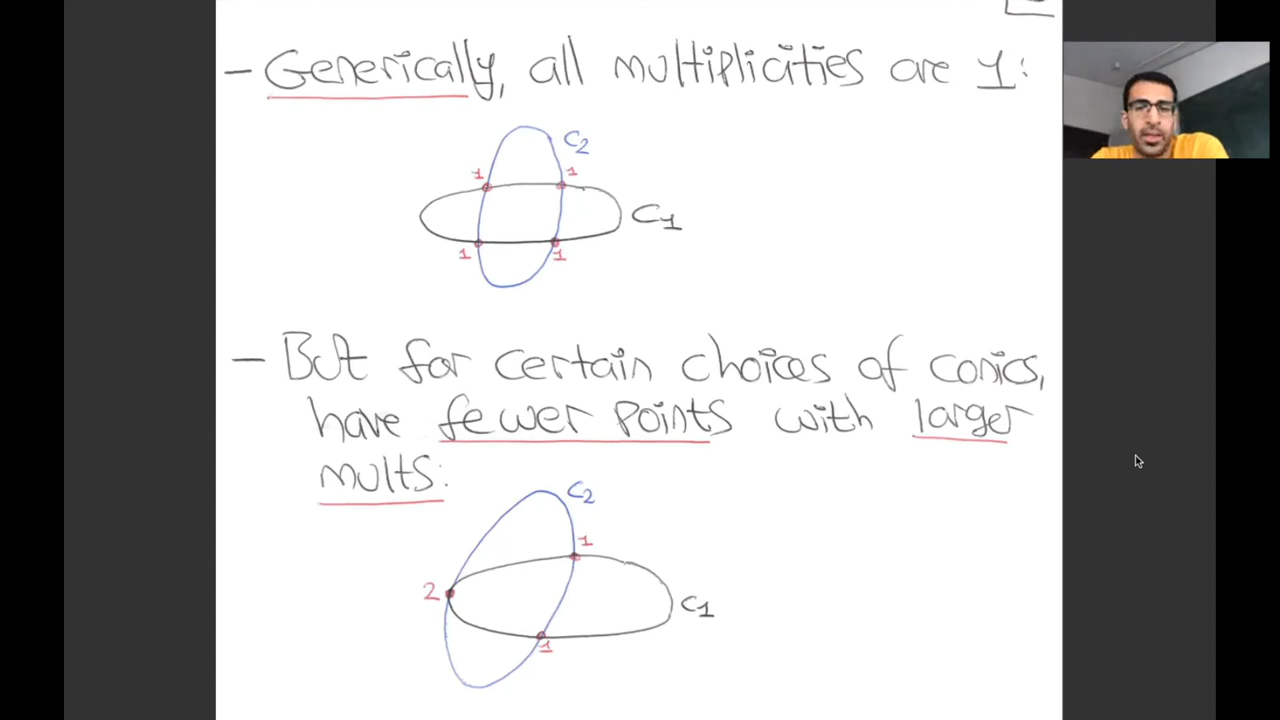 - Generically, all multiplicities are 1:
C2
1 1
C1
1 1
- But for certain choices of conics,
have fewer points with larger
mults:
C2
1
2
C1
1